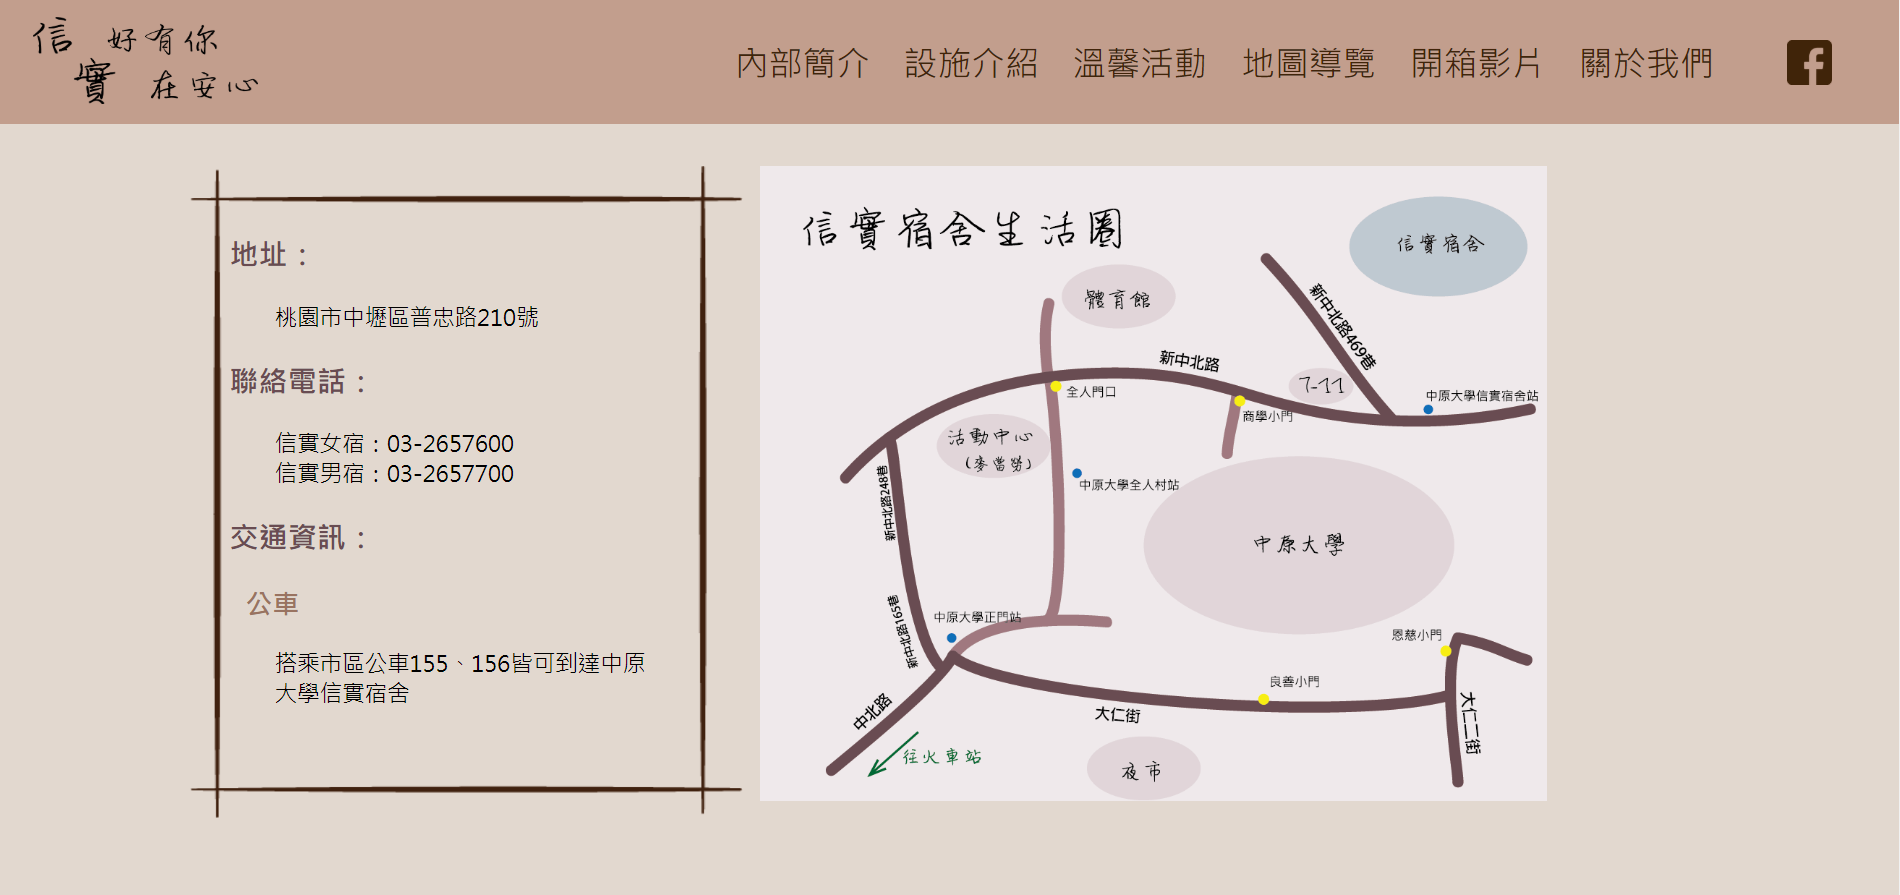 信 好有你
實 在安心
內部簡介 設施介紹 溫馨活動 地圖導覽 開箱影片 關於我們
地址：
桃園市中壢區普忠路210號
聯絡電話：
信實女宿：03-2657600
信實男宿：03-2657700
交通資訊：
公車
搭乘市區公車155、156皆可到達中原
大學信實宿舍
信實宿舍生活圈
信實宿舍
體育館
新中北路469巷
新中北路
7-11
全人門口
中原大學信實宿舍站
商學小門
活動中心
(麥當勞)
新中北路248巷
中原大學全人村站
中原大學
新中北路165巷
中原大學正門站
恩慈小門
良善小門
中北路
大仁街
大仁二街
往火車站
夜市